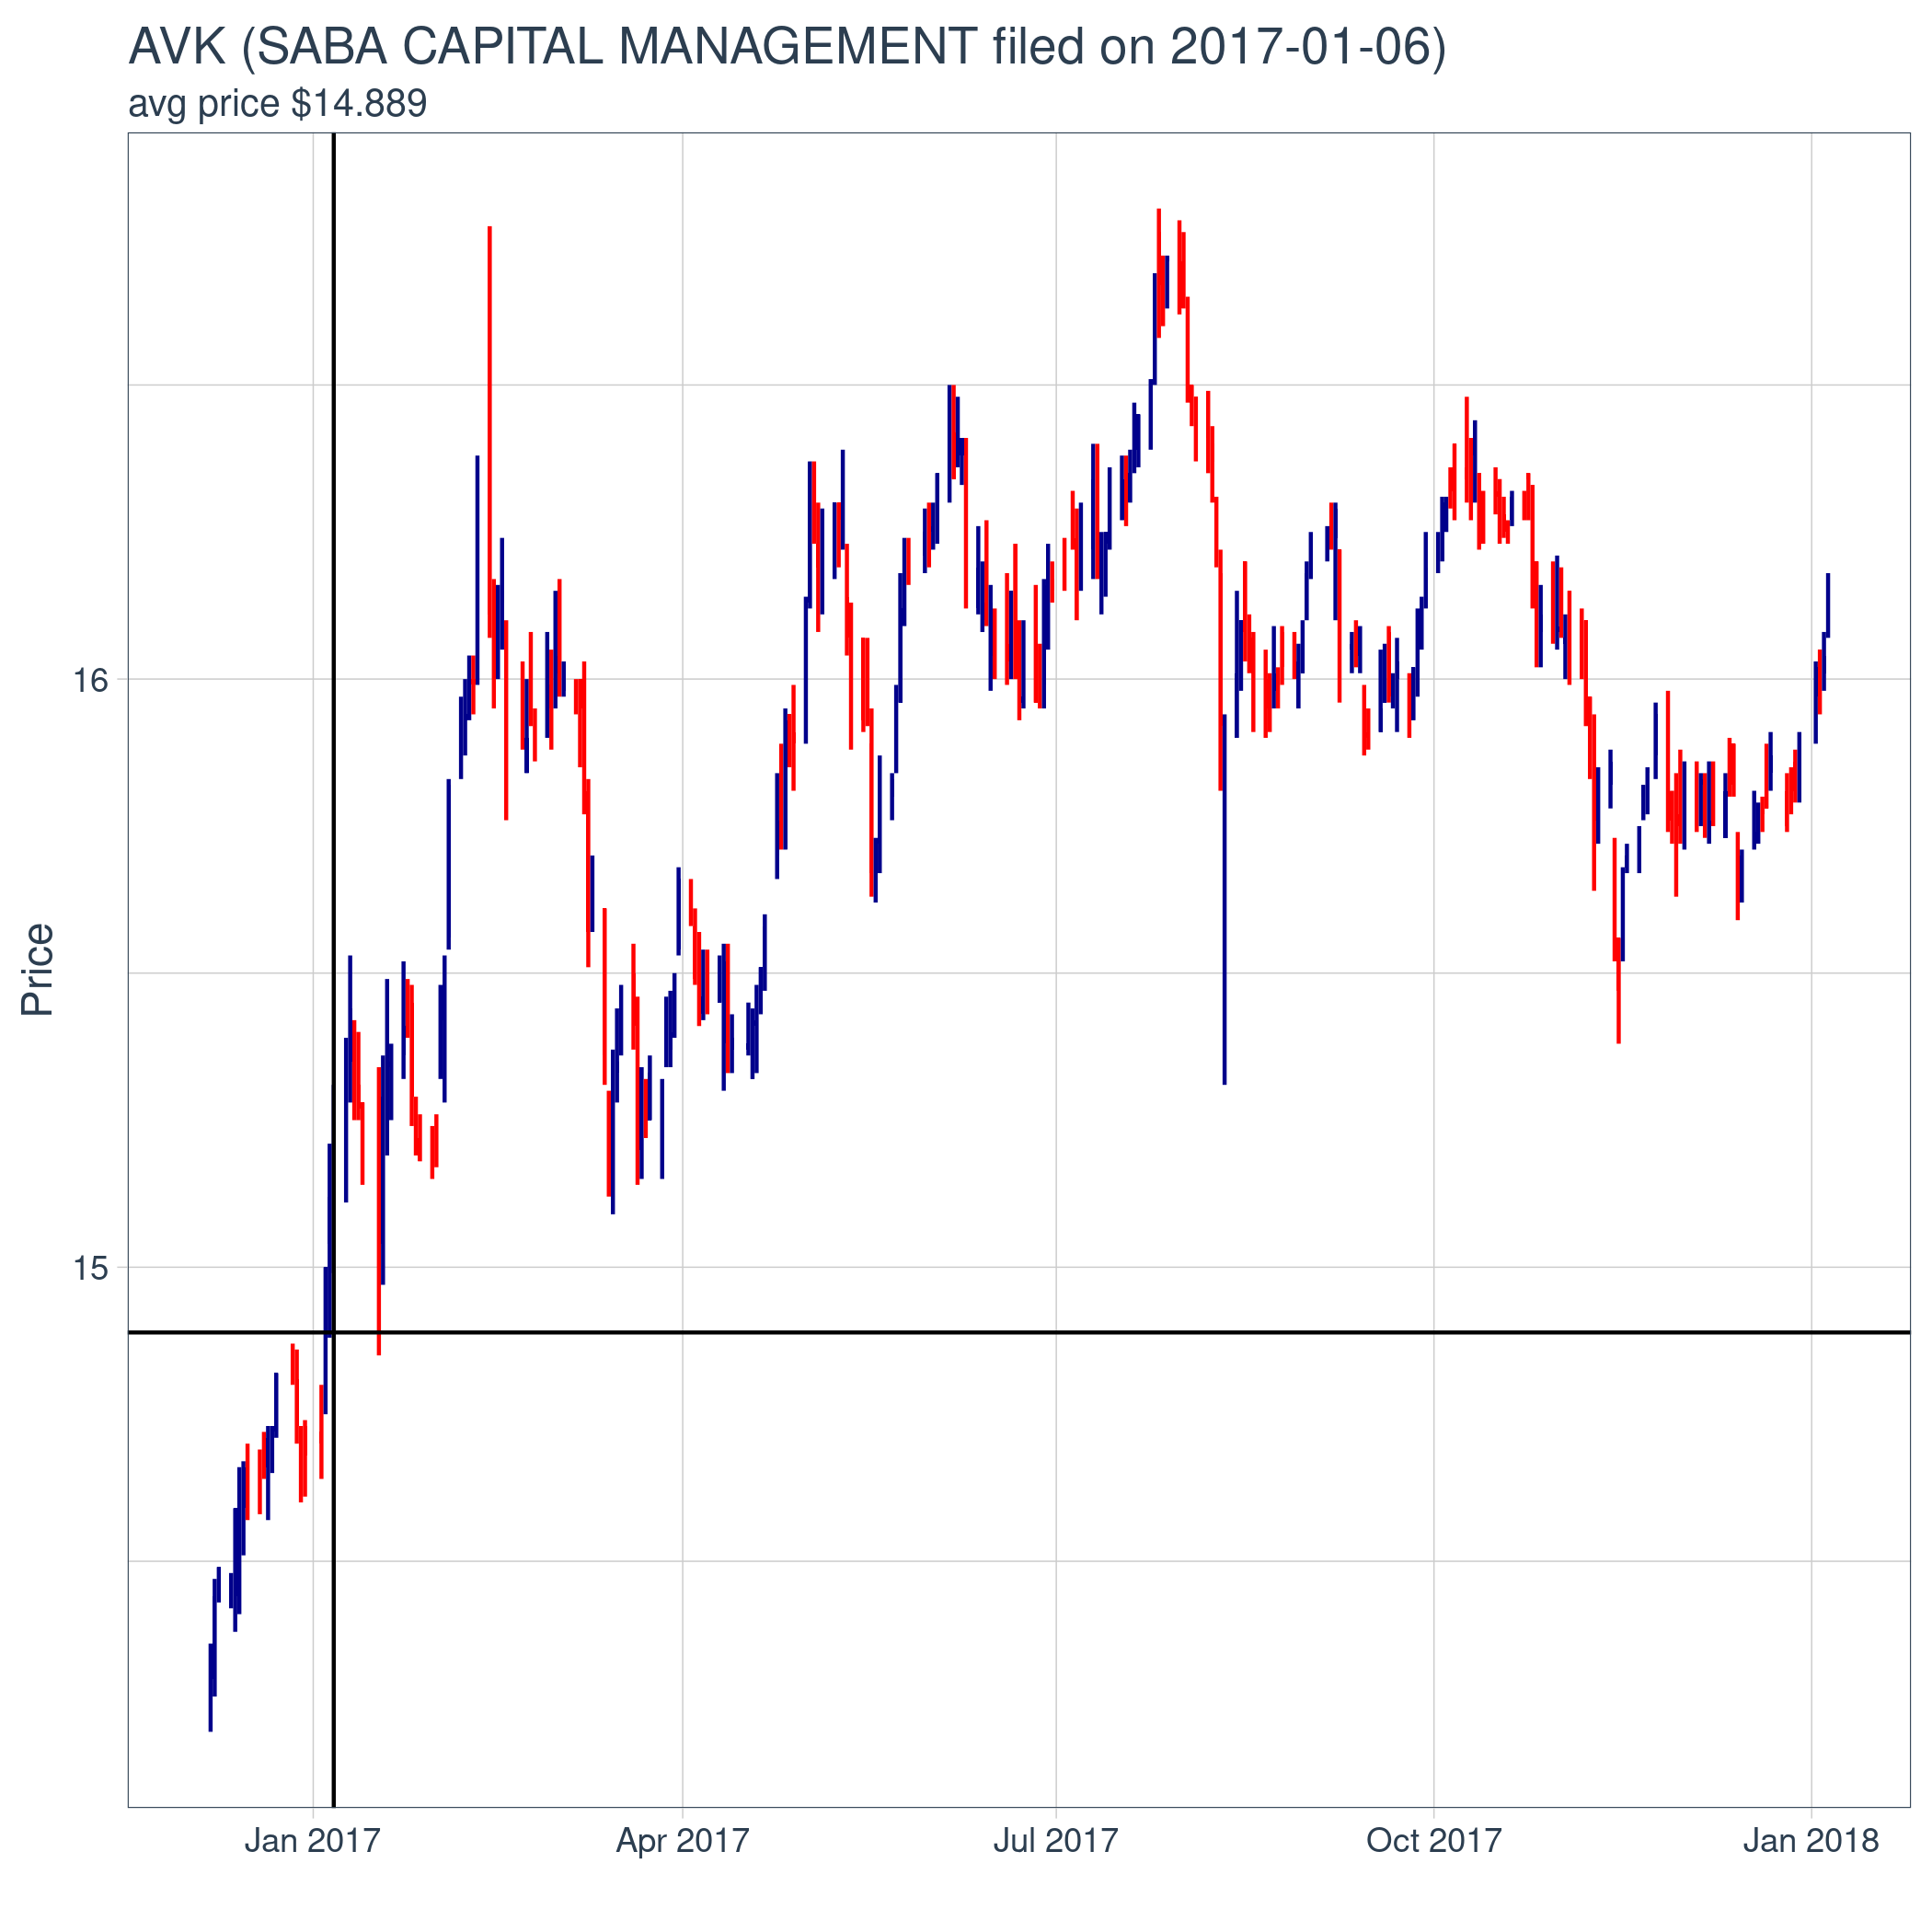 AVK (SABA CAPITAL MANAGEMENT filed on 2017-01-06)
avg price $14.889
Price
16
15
Jan 2017
Apr 2017
Jul 2017
Oct 2017
Jan 2018